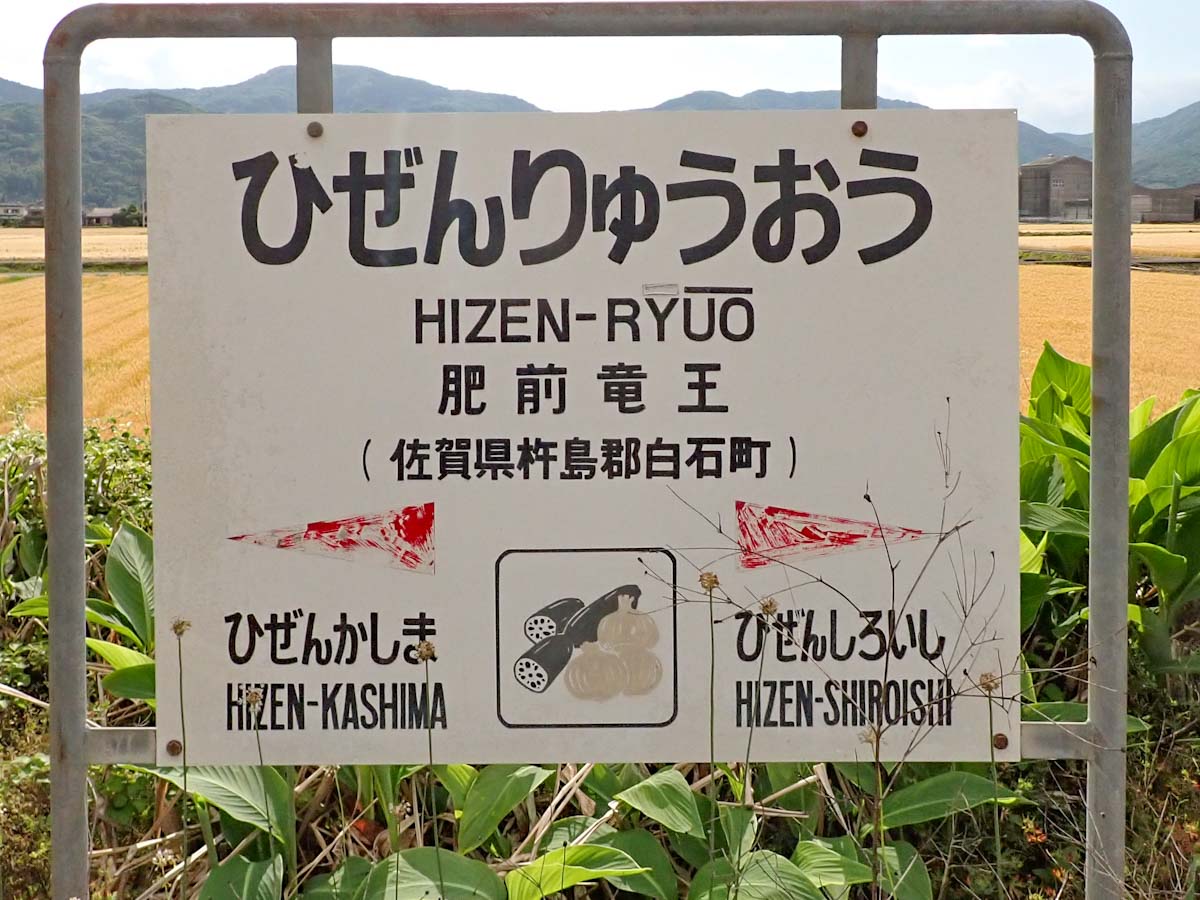 ひぜんりゅうおう
HIZEN-RYŪŌ
肥前竜王
(佐賀県杵島郡白石町)
ひぜんかしま ひぜんしろいし
HIZEN-KASHIMA HIZEN-SHIROISHI